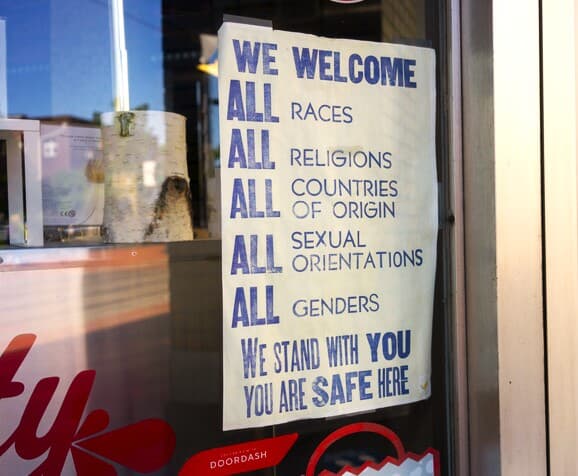 WE WELCOME
ALL RACES
ALL RELIGIONS
ALL COUNTRIES
OF ORIGIN
ALL SEXUAL
ORIENTATIONS
ALL GENDERS
WE STAND WITH YOU
YOU ARE SAFE HERE
ty
DOORDASH